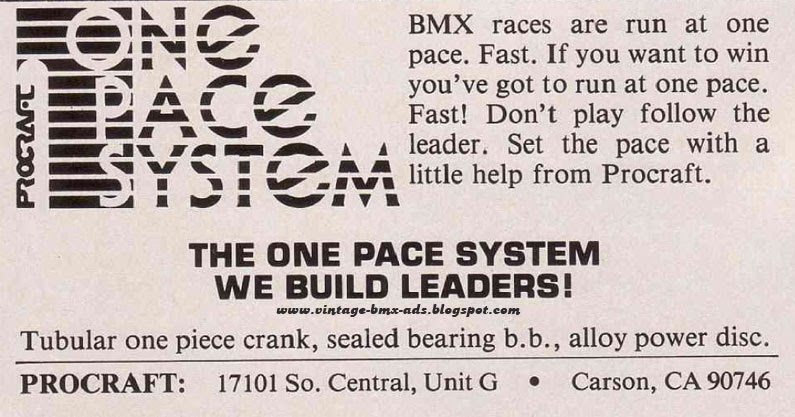 PROCRAFT
ONE
PACE
SYSTEM
BMX races are run at one
pace. Fast. If you want to win
you've got to run at one pace.
Fast! Don't play follow the
leader. Set the pace with a
little help from Procraft.
THE ONE PACE SYSTEM
WE BUILD LEADERS!
www.vintage-bmx-ads.blogspot.com
Tubular one piece crank, sealed bearing b.b., alloy power disc.
PROCRAFT: 17101 So. Central, Unit G • Carson, CA 90746